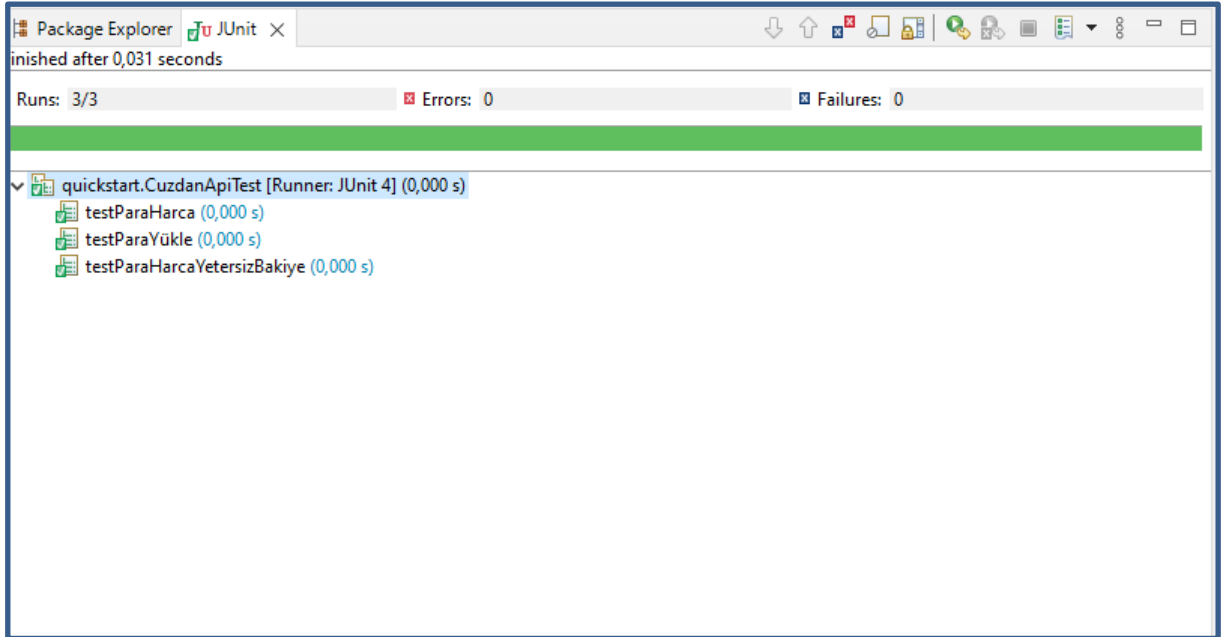 Package Explorer JUnit
inished after 0,031 seconds
Runs: 3/3 Errors: 0 Failures: 0
quickstart.CuzdanApiTest [Runner: JUnit 4] (0,000 s)
testParaHarca (0,000 s)
testParaYükle (0,000 s)
testParaHarcaYetersizBakiye (0,000 s)